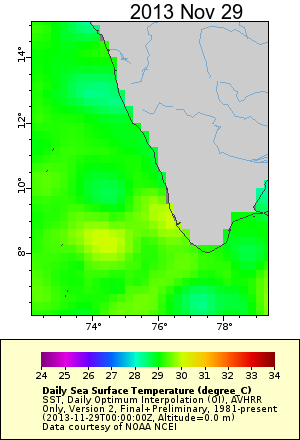 2013 Nov 29
14°
12°
10°
8°
74°
76°
78°
24 25 26 27 28 29 30 31 32 33 34
Daily Sea Surface Temperature (degree_C)
SST, Daily Optimum Interpolation (OI), AVHRR
Only, Version 2, Final+Preliminary, 1981-present
(2013-11-29T00:00:00Z, Altitude=0.0 m)
Data courtesy of NOAA NCEI